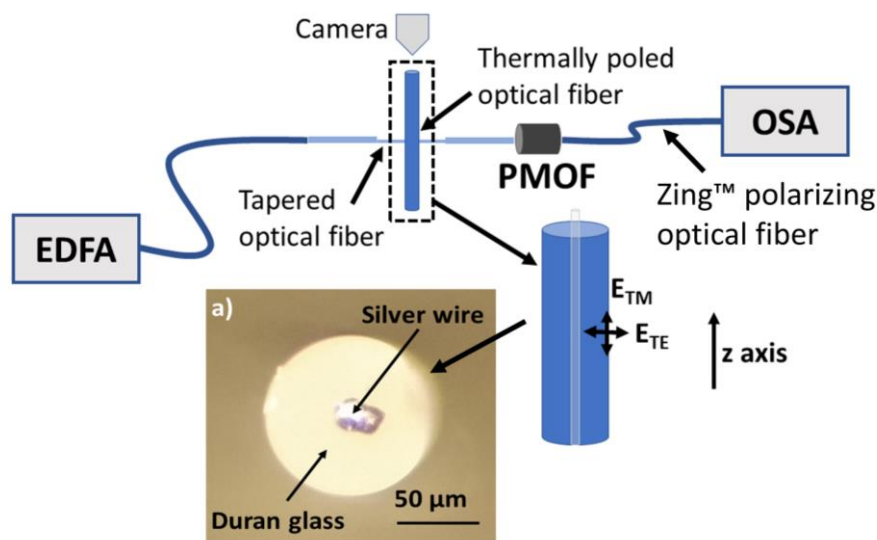 Camera
Thermally poled
optical fiber
OSA
PMOF
Tapered
optical fiber
Zing™ polarizing
optical fiber
EDFA
E_TM
E_TE
z axis
a)
Silver wire
Duran glass
50 µm